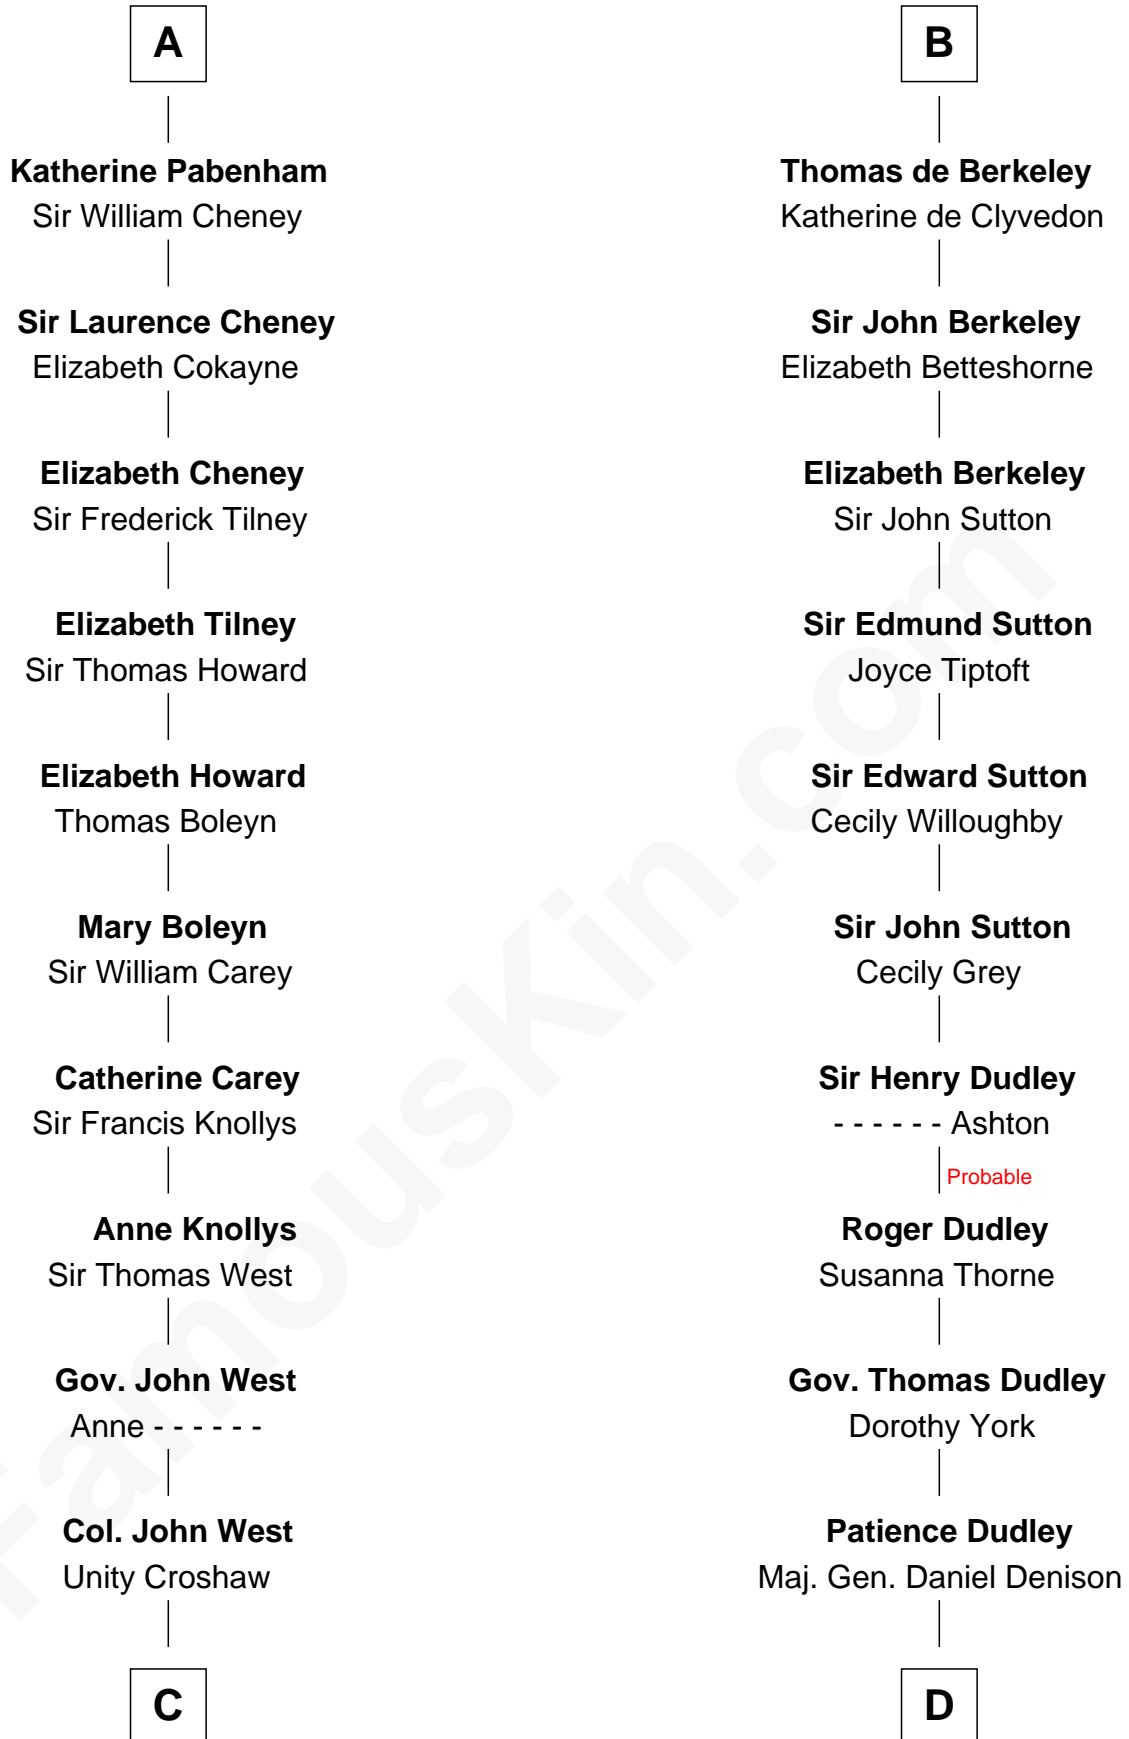 A
Katherine Pabenham
Sir William Cheney
Sir Laurence Cheney
Elizabeth Cokayne
Elizabeth Cheney
Sir Frederick Tilney
Elizabeth Tilney
Sir Thomas Howard
Elizabeth Howard
Thomas Boleyn
Mary Boleyn
Sir William Carey
Catherine Carey
Sir Francis Knollys
Anne Knollys
Sir Thomas West
Gov. John West
Anne - - - - - -
Col. John West
Unity Croshaw
C
B
Thomas de Berkeley
Katherine de Clyvedon
Sir John Berkeley
Elizabeth Betteshorne
Elizabeth Berkeley
Sir John Sutton
Sir Edmund Sutton
Joyce Tiptoft
Sir Edward Sutton
Cecily Willoughby
Sir John Sutton
Cecily Grey
Sir Henry Dudley
- - - - - - Ashton
Probable
Roger Dudley
Susanna Thorne
Gov. Thomas Dudley
Dorothy York
Patience Dudley
Maj. Gen. Daniel Denison
D
FamousKin.com